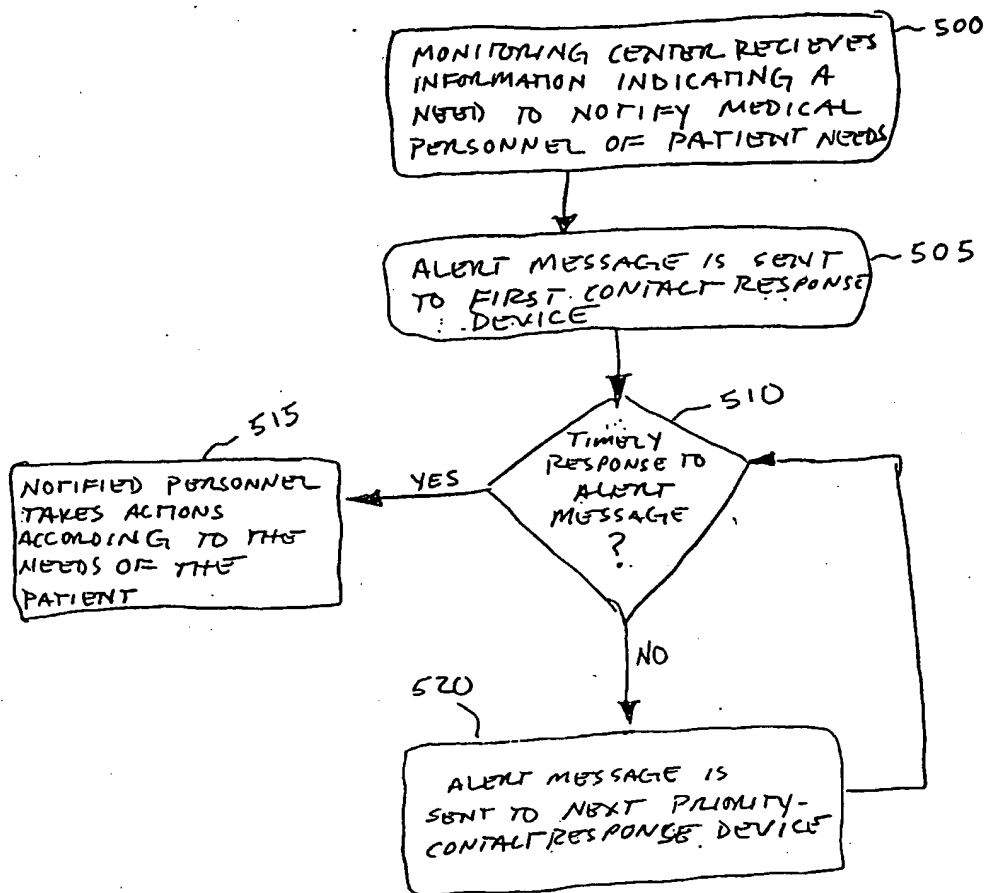 500
MONITORING CENTER RECIEVES
INFORMATION INDICATING A
NEED TO NOTIFY MEDICAL
PERSONNEL OF PATIENT NEEDS
505
ALERT MESSAGE IS SENT
TO FIRST CONTACT RESPONSE
DEVICE
510
TIMELY
RESPONSE TO
ALERT
MESSAGE
?
YES
515
NOTIFIED PERSONNEL
TAKES ACTIONS
ACCORDING TO THE
NEEDS OF THE
PATIENT
NO
520
ALERT MESSAGE IS
SENT TO NEXT PRIORITY-
CONTACT RESPONSE DEVICE